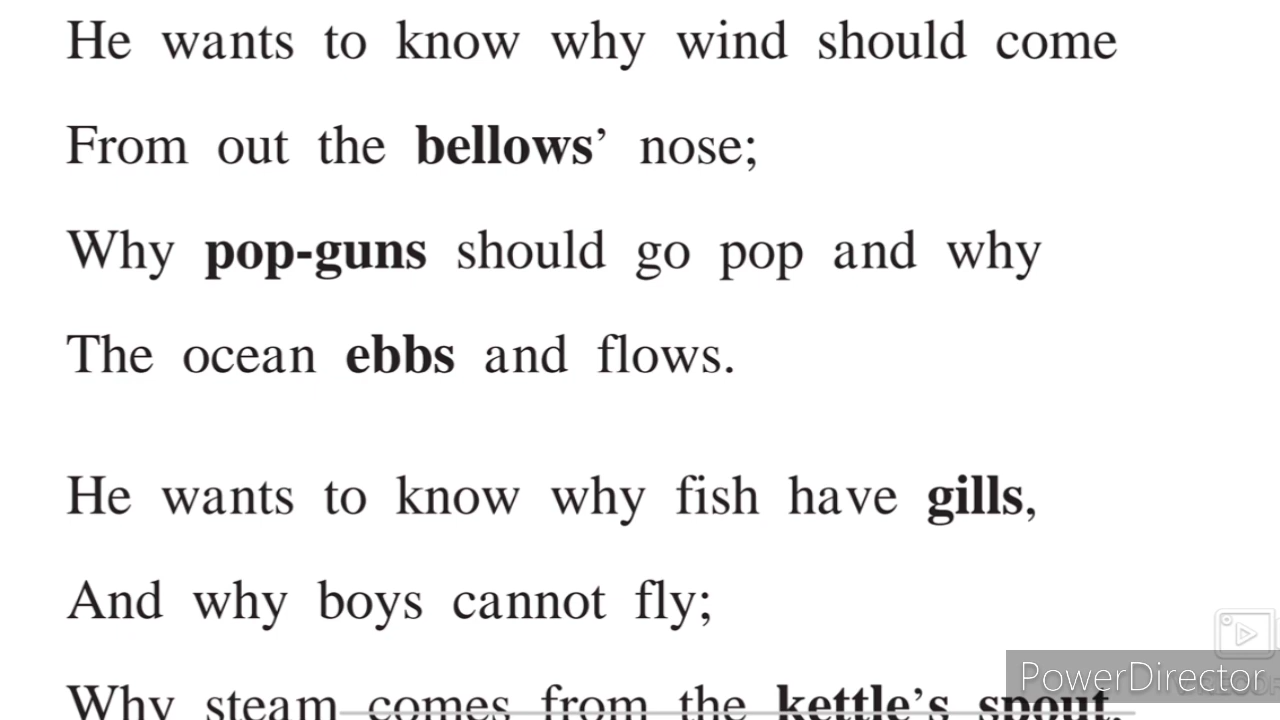 He wants to know why wind should come
From out the bellows’ nose;
Why pop-guns should go pop and why
The ocean ebbs and flows.
He wants to know why fish have gills,
And why boys cannot fly;
Why steam comes from the kettle’s spout,
PowerDirector